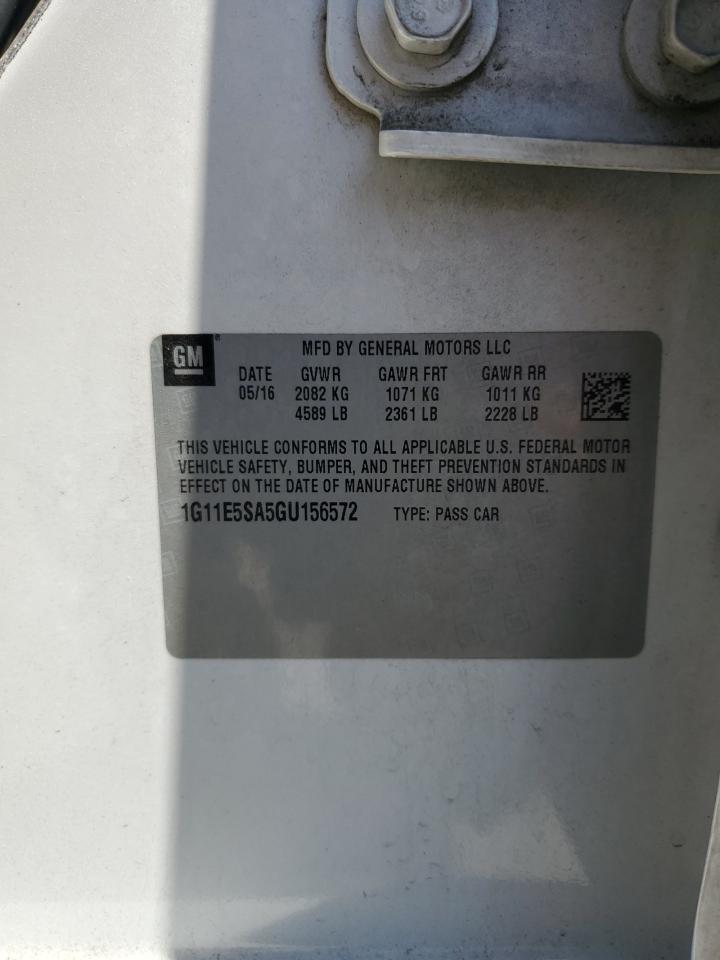 GM
MFD BY GENERAL MOTORS LLC
DATE GVWR GAWR FRT GAWR RR
05/16 2082 KG 1071 KG 1011 KG
4589 LB 2361 LB 2228 LB
THIS VEHICLE CONFORMS TO ALL APPLICABLE U.S. FEDERAL MOTOR
VEHICLE SAFETY, BUMPER, AND THEFT PREVENTION STANDARDS IN
EFFECT ON THE DATE OF MANUFACTURE SHOWN ABOVE.
1G11E5SA5GU156572 TYPE: PASS CAR